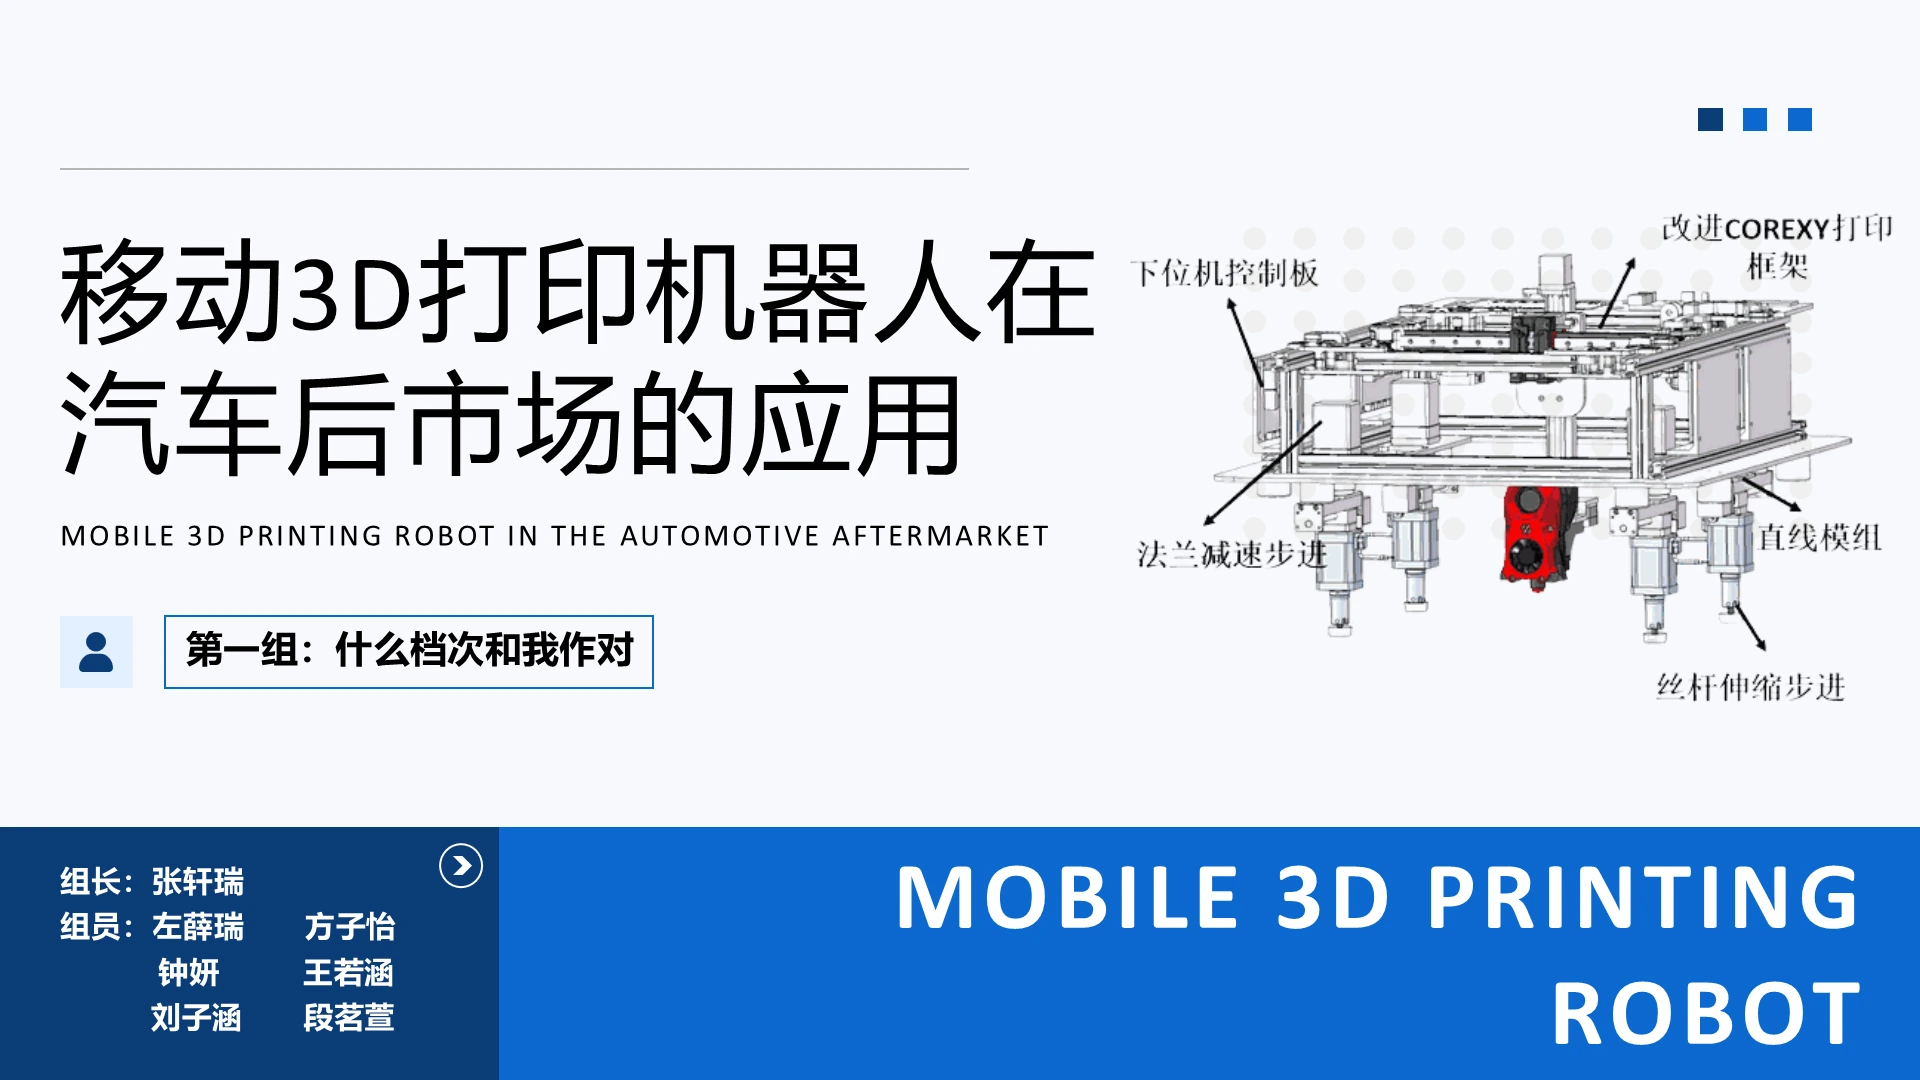 移动3D打印机器人在
汽车后市场的应用
MOBILE 3D PRINTING ROBOT IN THE AUTOMOTIVE AFTERMARKET
第一组：什么档次和我作对
改进COREXY打印
框架
下位机控制板
法兰减速步进
直线模组
丝杆伸缩步进
组长：张轩瑞
组员：左薛瑞 方子怡
钟妍 王若涵
刘子涵 段茗萱
MOBILE 3D PRINTING
ROBOT